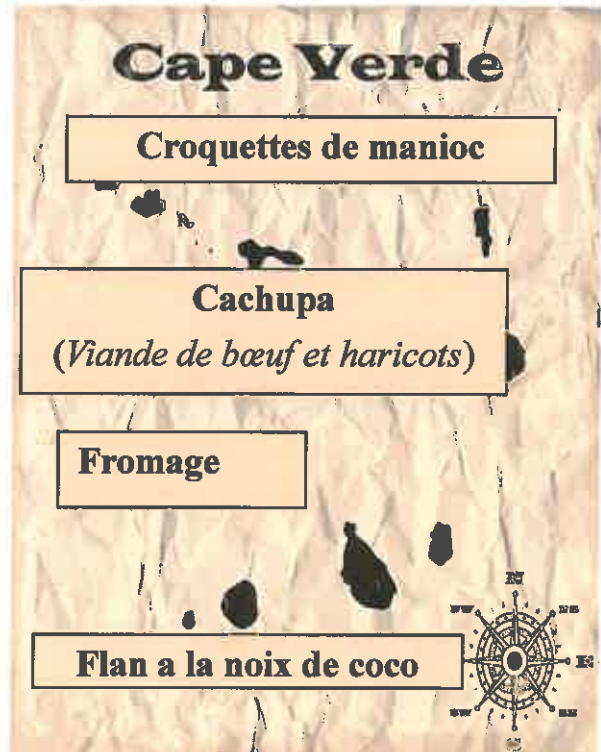 Cape Verde
Croquettes de manioc
Cachupa
(Viande de bœuf et haricots)
Fromage
Flan a la noix de coco